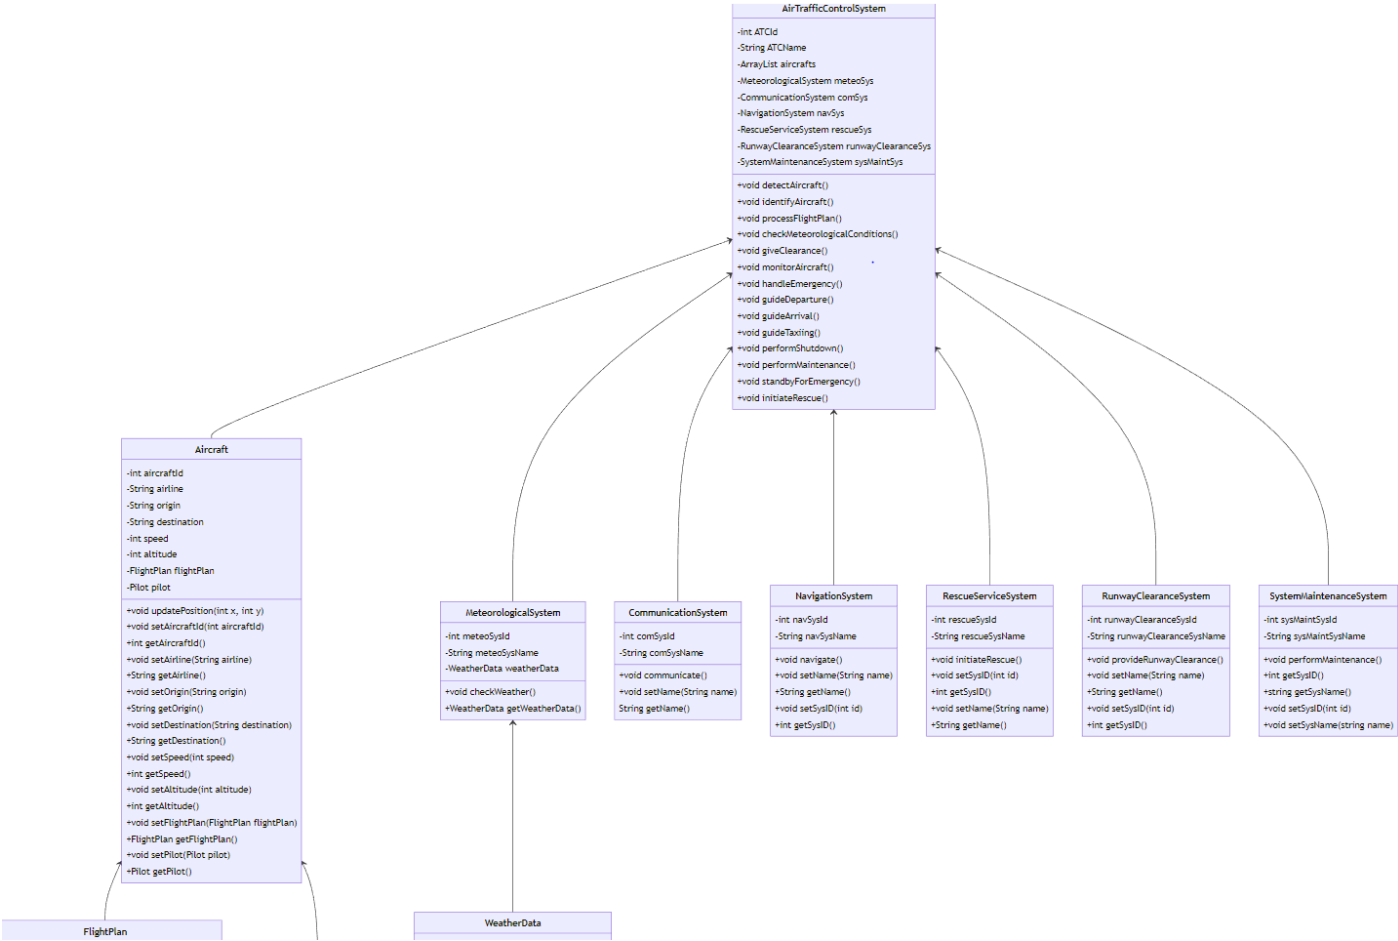 AirTrafficControlSystem
-int ATCId
-String ATCName
-ArrayList aircrafts
-MeteorologicalSystem meteoSys
-CommunicationSystem comSys
-NavigationSystem navSys
-RescueServiceSystem rescueSys
-RunwayClearanceSystem runwayClearanceSys
-SystemMaintenanceSystem sysMaintSys
+void detectAircraft()
+void identifyAircraft()
+void processFlightPlan()
+void checkMeteorologicalConditions()
+void giveClearance()
+void monitorAircraft()
+void handleEmergency()
+void guideDeparture()
+void guideArrival()
+void guideTaxiing()
+void performShutdown()
+void performMaintenance()
+void standbyForEmergency()
+void initiateRescue()
Aircraft
-int aircraftId
-String airline
-String origin
-String destination
-int speed
-int altitude
-FlightPlan flightPlan
-Pilot pilot
+void updatePosition(int x, int y)
+void setAircraftId(int aircraftId)
+int getAircraftId()
+void setAirline(String airline)
+String getAirline()
+void setOrigin(String origin)
+String getOrigin()
+void setDestination(String destination)
+String getDestination()
+void setSpeed(int speed)
+int getSpeed()
+void setAltitude(int altitude)
+int getAltitude()
+void setFlightPlan(FlightPlan flightPlan)
+FlightPlan getFlightPlan()
+void setPilot(Pilot pilot)
+Pilot getPilot()
MeteorologicalSystem
-int meteoSysId
-String meteoSysName
-WeatherData weatherData
+void checkWeather()
+WeatherData getWeatherData()
CommunicationSystem
-int comSysId
-String comSysName
+void communicate()
+void setName(String name)
String getName()
NavigationSystem
-int navSysId
-String navSysName
+void navigate()
+void setName(String name)
+String getName()
+void setSysID(int id)
+int getSysID()
RescueServiceSystem
-int rescueSysId
-String rescueSysName
+void initiateRescue()
+void setSysID(int id)
+int getSysID()
+void setName(String name)
+String getName()
RunwayClearanceSystem
-int runwayClearanceSysId
-String runwayClearanceSysName
+void provideRunwayClearance()
+void setName(String name)
+String getName()
+void setSysID(int id)
+int getSysID()
SystemMaintenanceSystem
-int sysMaintSysId
-String sysMaintSysName
+void performMaintenance()
+int getSysID()
+string getSysName()
+void setSysID(int id)
+void setSysName(string name)
FlightPlan
WeatherData